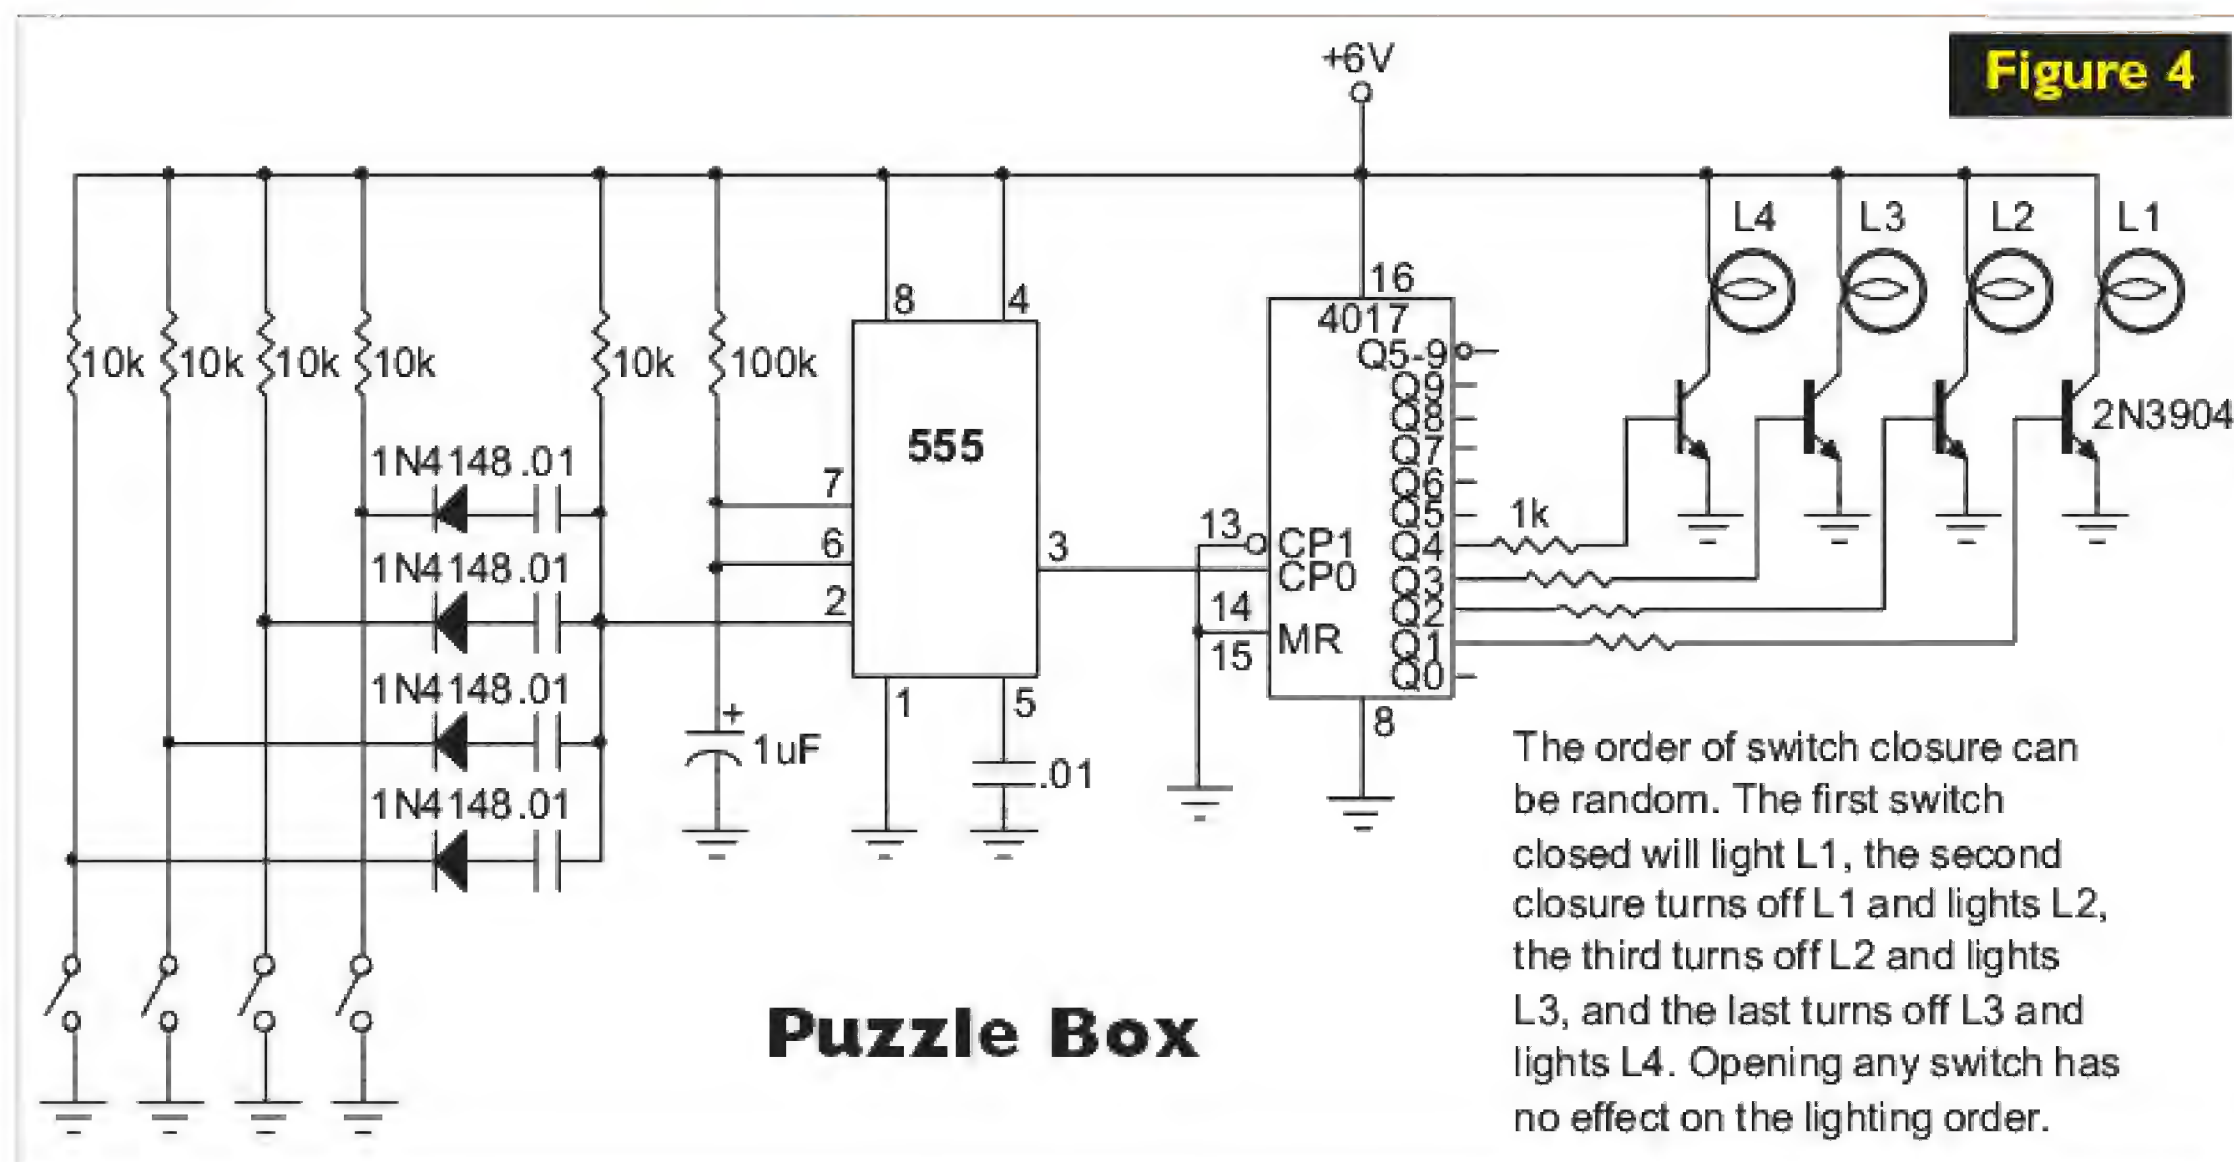 +6V
Figure 4
L4 L3 L2 L1
8 4 16
4017
10k 10k 10k 10k 10k 100k
Q5-9
Q9
Q8
Q7
Q6
Q5
Q4
Q3
Q2
Q1
Q0
2N3904
555
1N4148 .01
1N4148 .01
1N4148 .01
1N4148 .01
7
6
2
3
1k
13 CP1
CP0
14
15 MR
1 5 8
+
1uF
.01
The order of switch closure can
be random. The first switch
closed will light L1, the second
closure turns off L1 and lights L2,
the third turns off L2 and lights
L3, and the last turns off L3 and
lights L4. Opening any switch has
no effect on the lighting order.
Puzzle Box